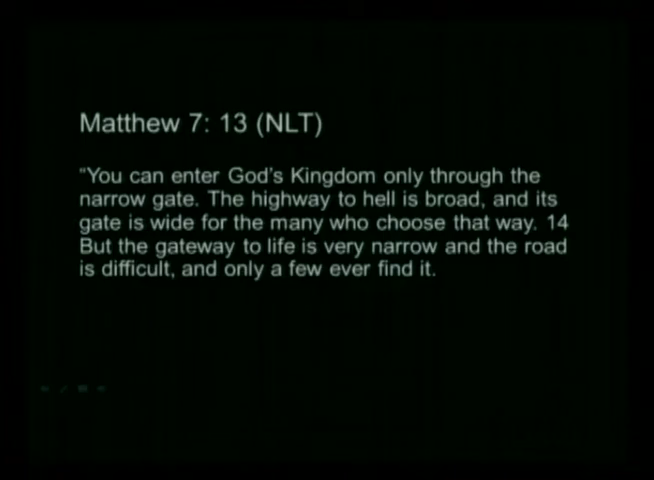 Matthew 7: 13 (NLT)
"You can enter God's Kingdom only through the
narrow gate. The highway to hell is broad, and its
gate is wide for the many who choose that way. 14
But the gateway to life is very narrow and the road
is difficult, and only a few ever find it.